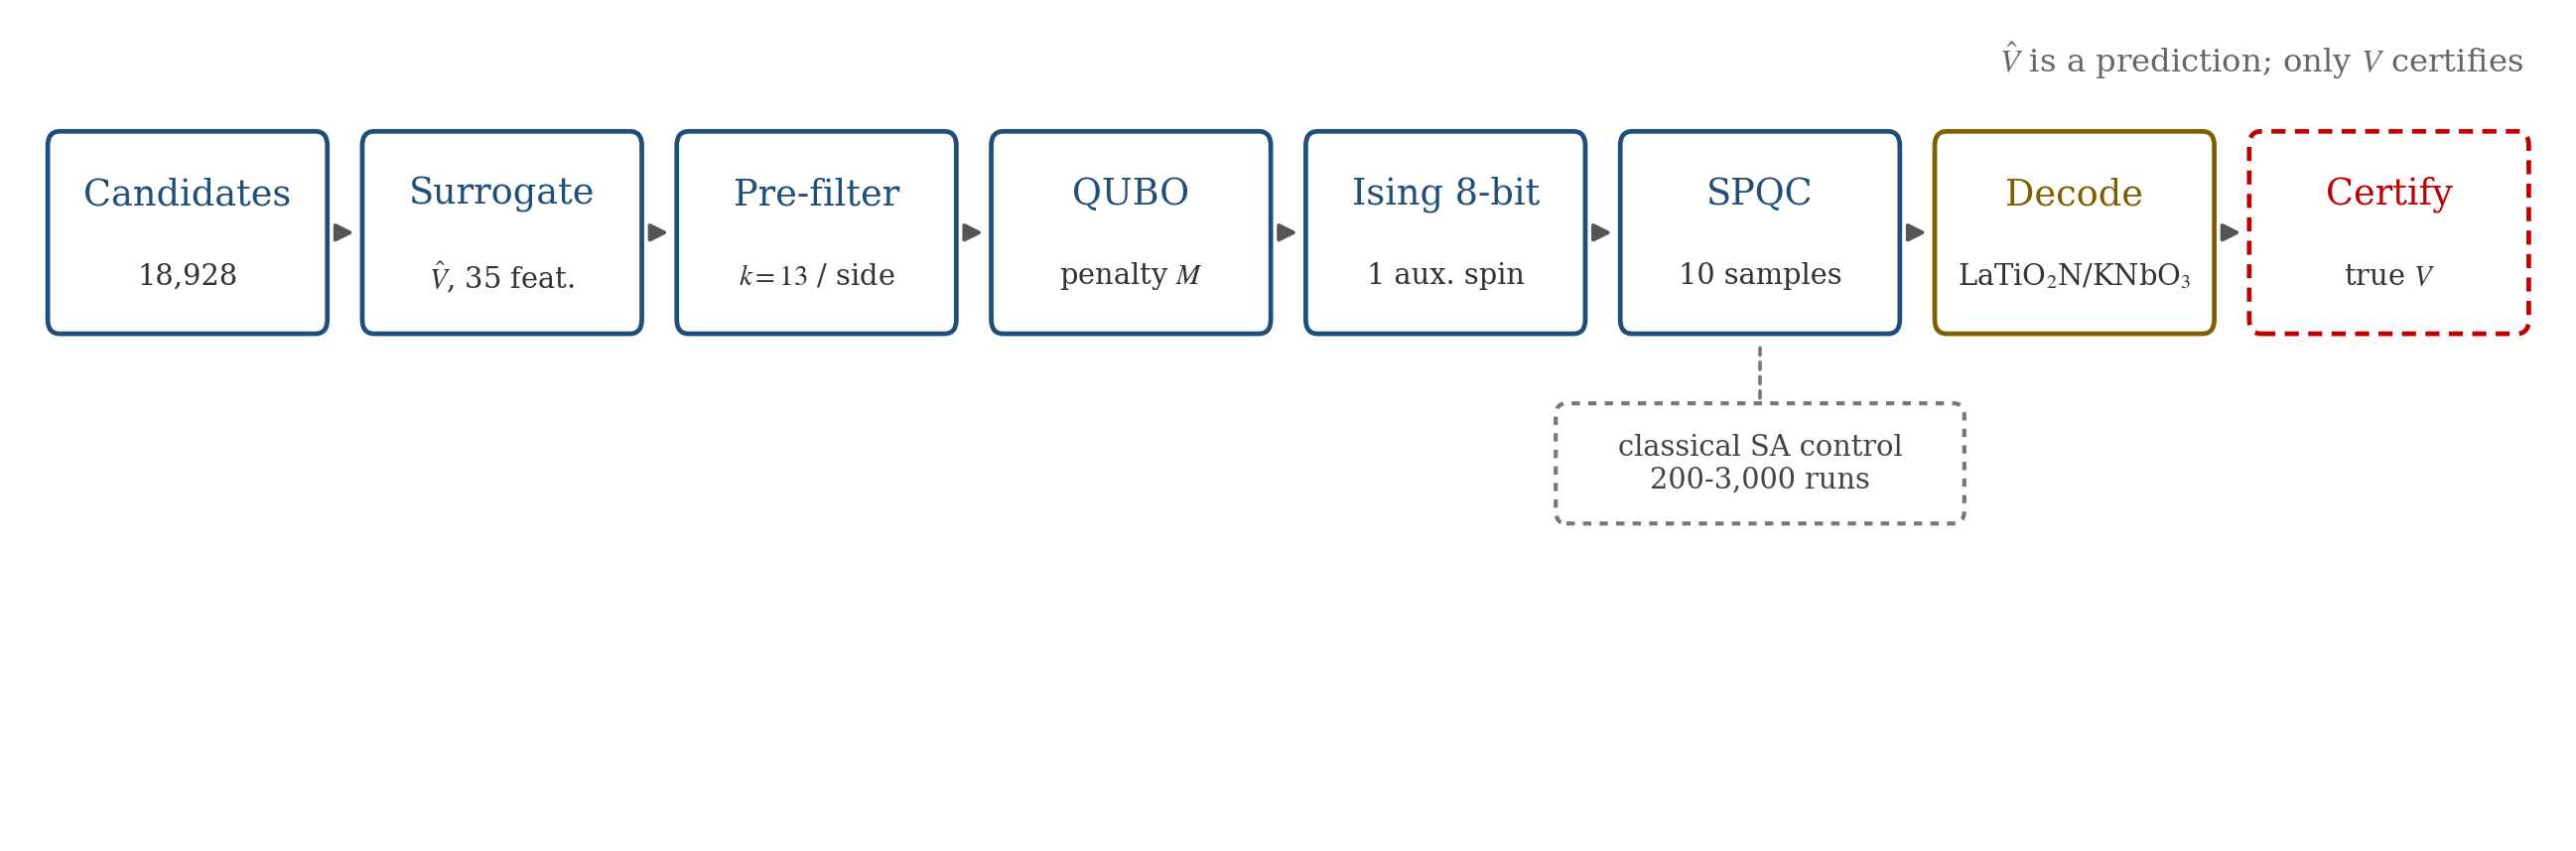 V̂ is a prediction; only V certifies
Candidates
18,928
Surrogate
V̂, 35 feat.
Pre-filter
k=13 / side
QUBO
penalty M
Ising 8-bit
1 aux. spin
SPQC
10 samples
Decode
LaTiO₂N/KNbO₃
Certify
true V
classical SA control
200-3,000 runs